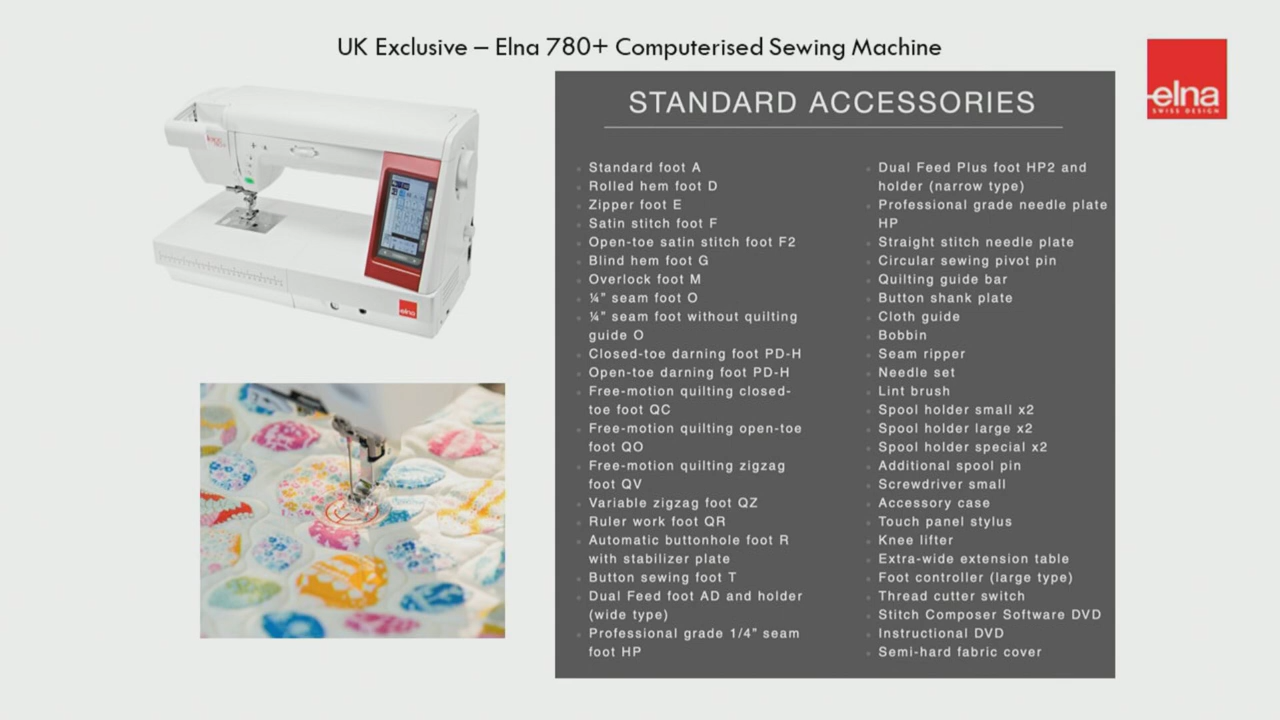 UK Exclusive – Elna 780+ Computerised Sewing Machine
elna
SWISS DESIGN
STANDARD ACCESSORIES
Standard foot A
Rolled hem foot D
Zipper foot E
Satin stitch foot F
Open-toe satin stitch foot F2
Blind hem foot G
Overlock foot M
¼” seam foot O
¼” seam foot without quilting
guide O
Closed-toe darning foot PD-H
Open-toe darning foot PD-H
Free-motion quilting closed-
toe foot QC
Free-motion quilting open-toe
foot QO
Free-motion quilting zigzag
foot QV
Variable zigzag foot QZ
Ruler work foot QR
Automatic buttonhole foot R
with stabilizer plate
Button sewing foot T
Dual Feed foot AD and holder
(wide type)
Professional grade 1/4” seam
foot HP
Dual Feed Plus foot HP2 and
holder (narrow type)
Professional grade needle plate
HP
Straight stitch needle plate
Circular sewing pivot pin
Quilting guide bar
Button shank plate
Cloth guide
Bobbin
Seam ripper
Needle set
Lint brush
Spool holder small x2
Spool holder large x2
Spool holder special x2
Additional spool pin
Screwdriver small
Accessory case
Touch panel stylus
Knee lifter
Extra-wide extension table
Foot controller (large type)
Thread cutter switch
Stitch Composer Software DVD
Instructional DVD
Semi-hard fabric cover
elna